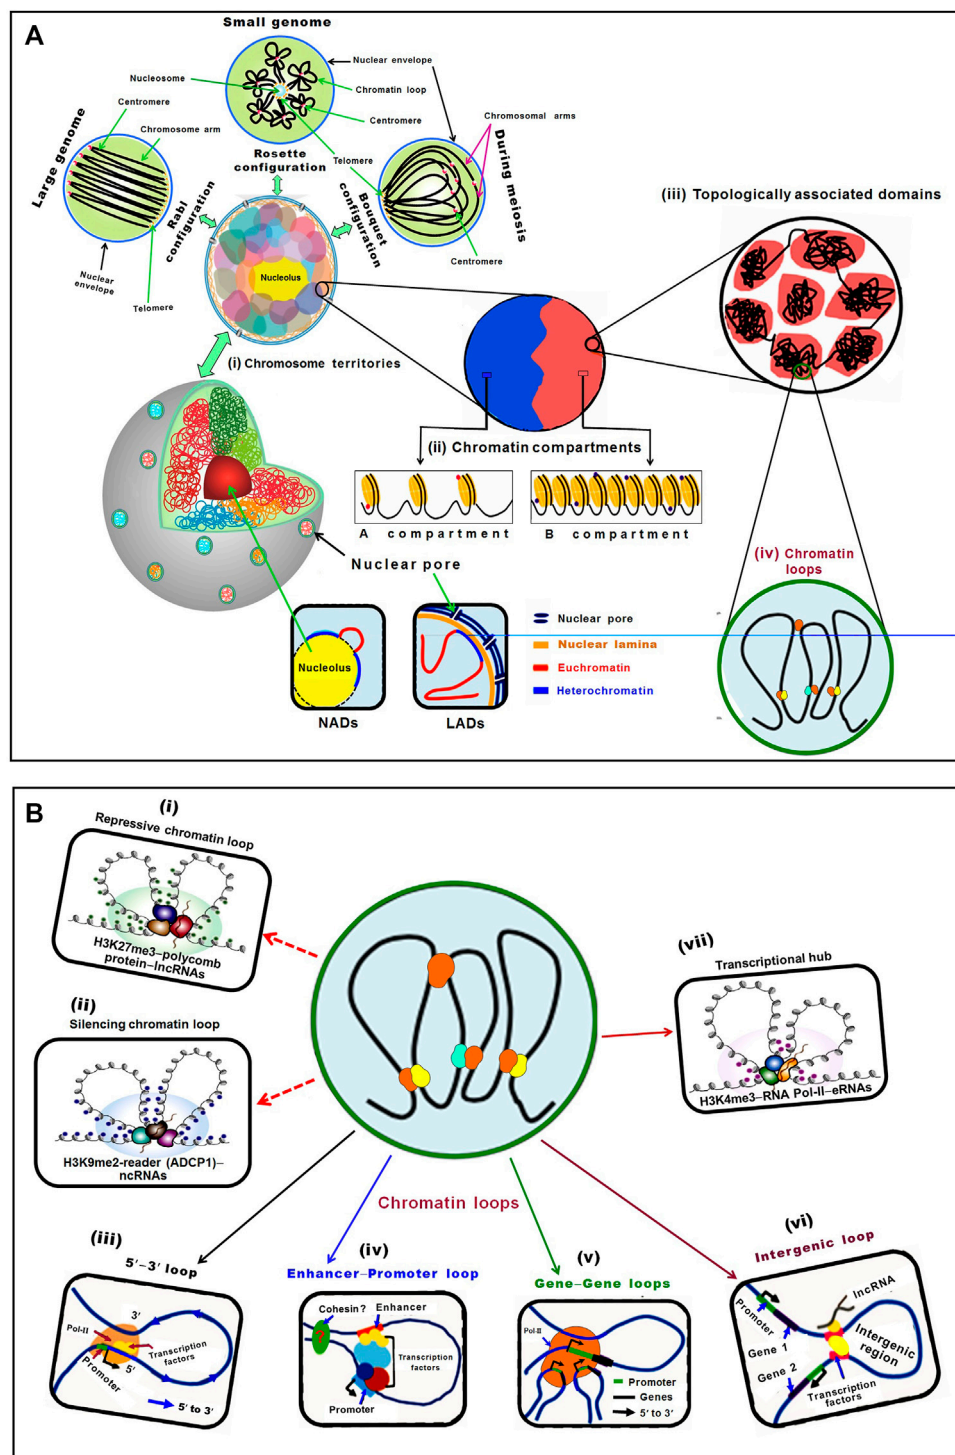 A
Small genome
Nuclear envelope
Nucleosome
Chromatin loop
Centromere
Centromere
Chromosome arm
Chromosomal arms
Large genome
Rosette
configuration
Telomere
During meiosis
Rabl
configuration
Bouquet
configuration
Nuclear
envelope
Telomere
Nucleolus
Centromere
(iii) Topologically associated domains
(i) Chromosome territories
(ii) Chromatin compartments
A compartment
B compartment
Nuclear pore
(iv) Chromatin
loops
Nucleolus
NADs
LADs
Nuclear pore
Nuclear lamina
Euchromatin
Heterochromatin
B
(i)
Repressive chromatin loop
H3K27me3–polycomb
protein–lncRNAs
(ii)
Silencing chromatin loop
H3K9me2-reader (ADCP1)–
ncRNAs
(vii)
Transcriptional hub
H3K4me3–RNA Pol-II–eRNAs
Chromatin loops
(iii)
5′–3′ loop
3′
Pol-II
5′
Transcription
factors
Promoter
5′ to 3′
(iv)
Enhancer–Promoter loop
Cohesin?
Enhancer
Transcription
factors
Promoter
(v)
Gene–Gene loops
Pol-II
Promoter
Genes
5′ to 3′
(vi)
Intergenic loop
lncRNA
Promoter
Gene 1
Intergenic
region
Gene 2
Transcription
factors